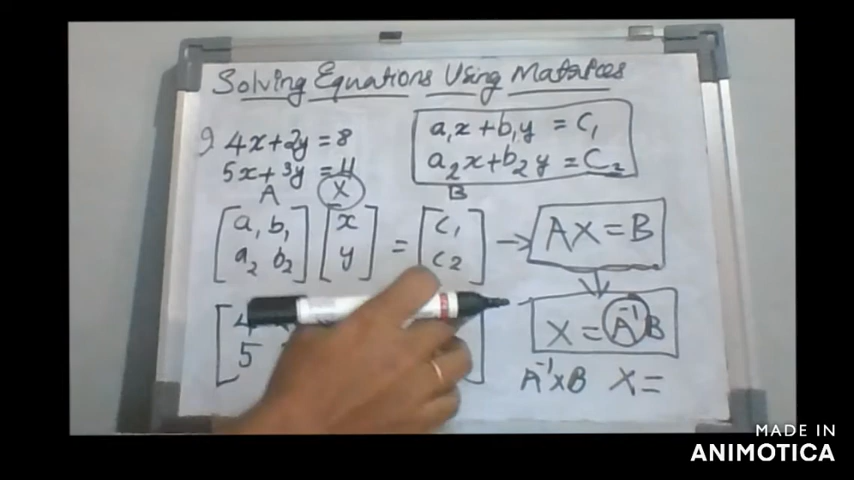 Solving Equations Using Matrices
9) 4x+2y=8
5x+3y=11
a₁x+b₁y=C₁
a₂x+b₂y=C₂
A X B
[a₁ b₁] [x] = [C₁] → AX=B
[a₂ b₂] [y] [C₂]
[4
5
X=A⁻¹B
A⁻¹xB X=
MADE IN
ANIMOTICA